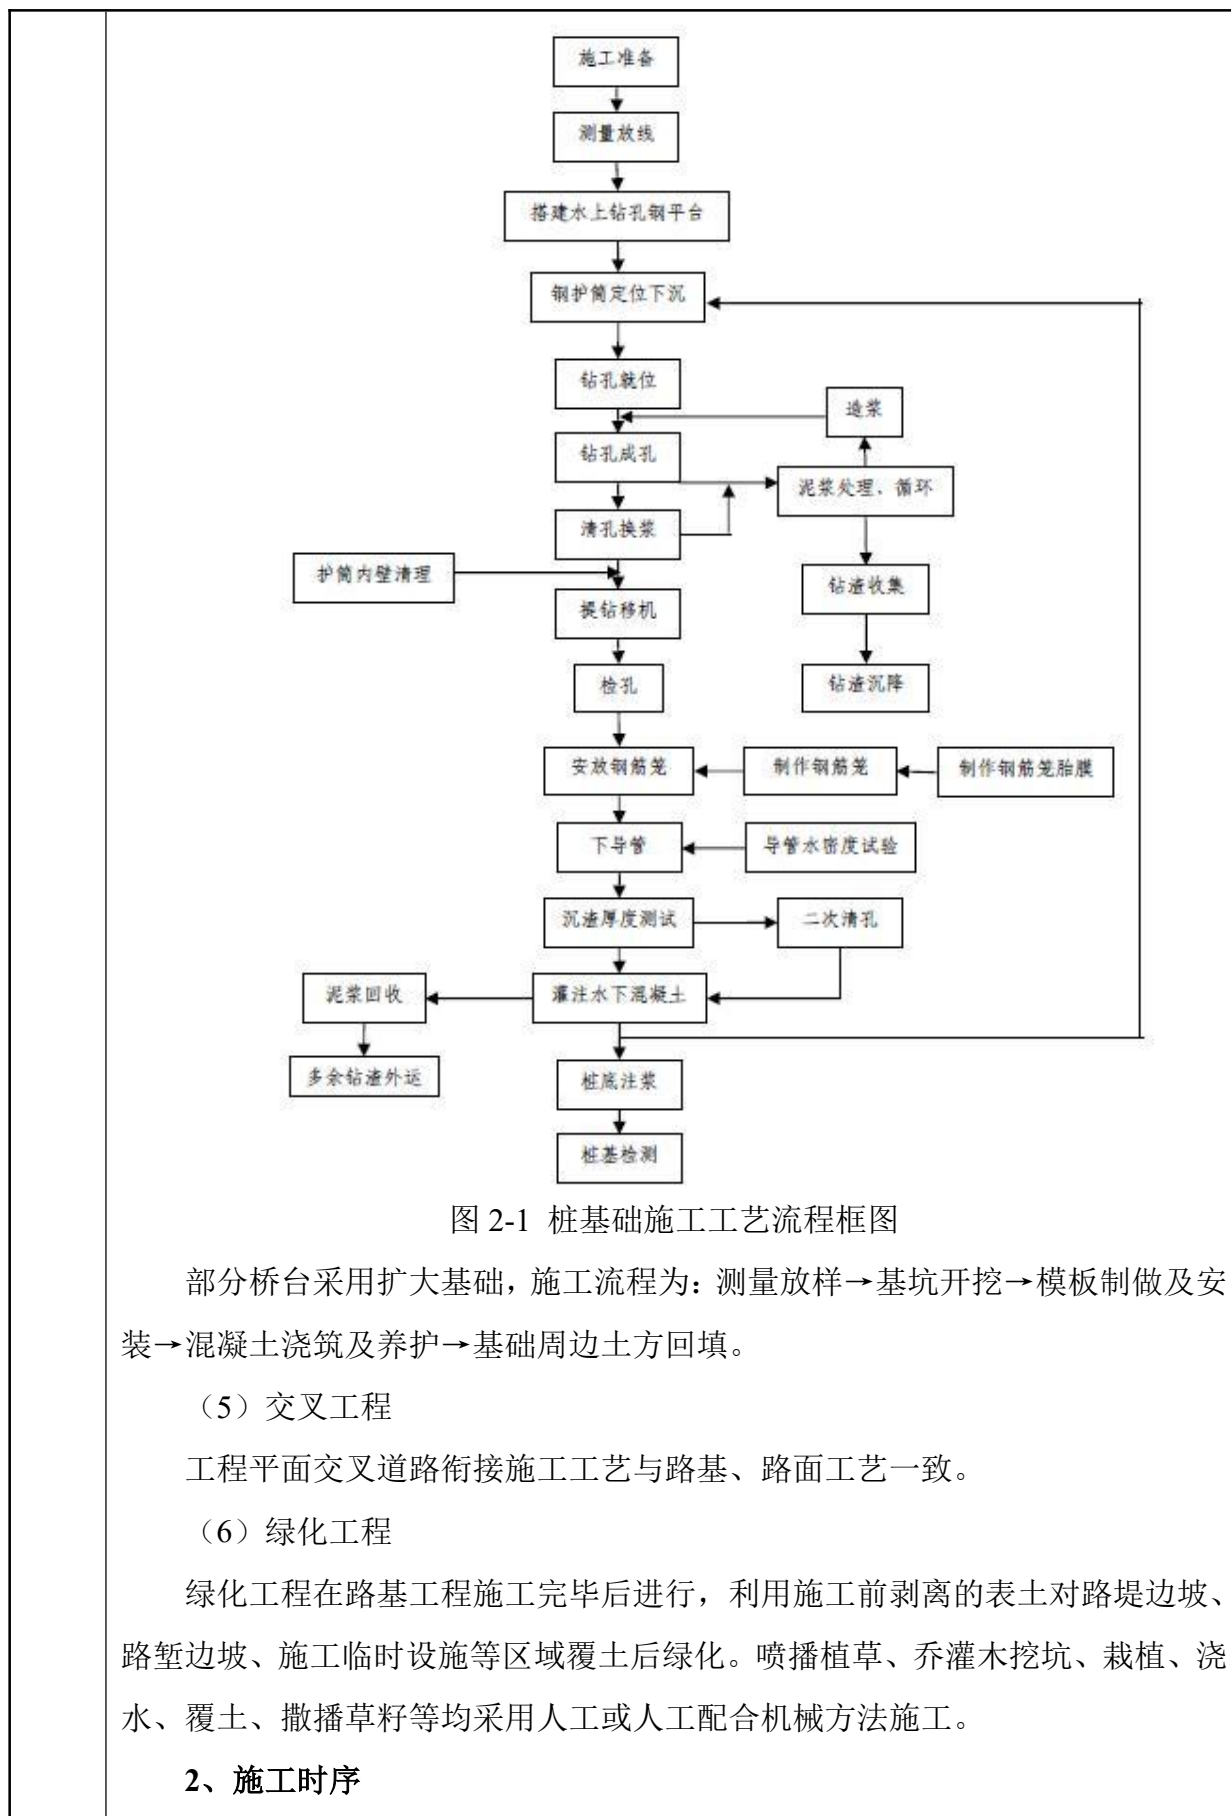 施工准备
测量放线
搭建水上钻孔钢平台
钢护筒定位下沉
钻孔就位
造浆
钻孔成孔
泥浆处理、循环
清孔换浆
护筒内壁清理
钻渣收集
提钻移机
检孔
钻渣沉降
安放钢筋笼
制作钢筋笼
制作钢筋笼胎膜
下导管
导管水密度试验
沉渣厚度测试
二次清孔
泥浆回收
灌注水下混凝土
多余钻渣外运
桩底注浆
桩基检测
图 2-1 桩基础施工工艺流程框图
部分桥台采用扩大基础，施工流程为：测量放样→基坑开挖→模板制做及安
装→混凝土浇筑及养护→基础周边土方回填。
（5）交叉工程
工程平面交叉道路衔接施工工艺与路基、路面工艺一致。
（6）绿化工程
绿化工程在路基工程施工完毕后进行，利用施工前剥离的表土对路堤边坡、
路堑边坡、施工临时设施等区域覆土后绿化。喷播植草、乔灌木挖坑、栽植、浇
水、覆土、撒播草籽等均采用人工或人工配合机械方法施工。
2、施工时序